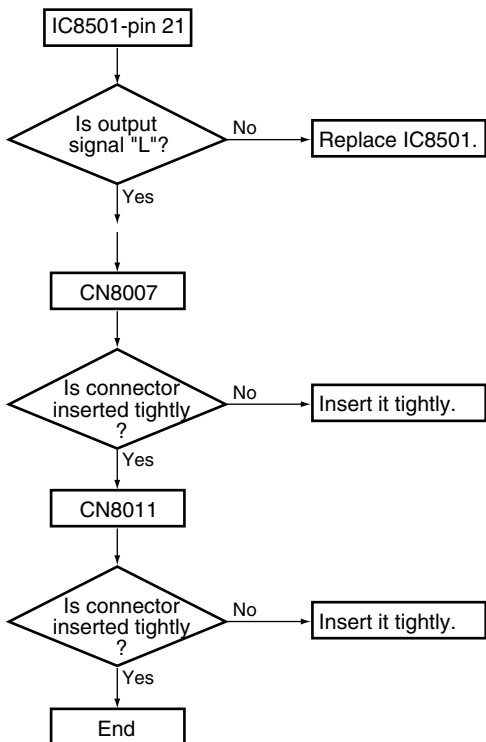 IC8501-pin 21
Is output
signal "L"?
No
Replace IC8501.
Yes
CN8007
Is connector
inserted tightly
?
No
Insert it tightly.
Yes
CN8011
Is connector
inserted tightly
?
No
Insert it tightly.
Yes
End